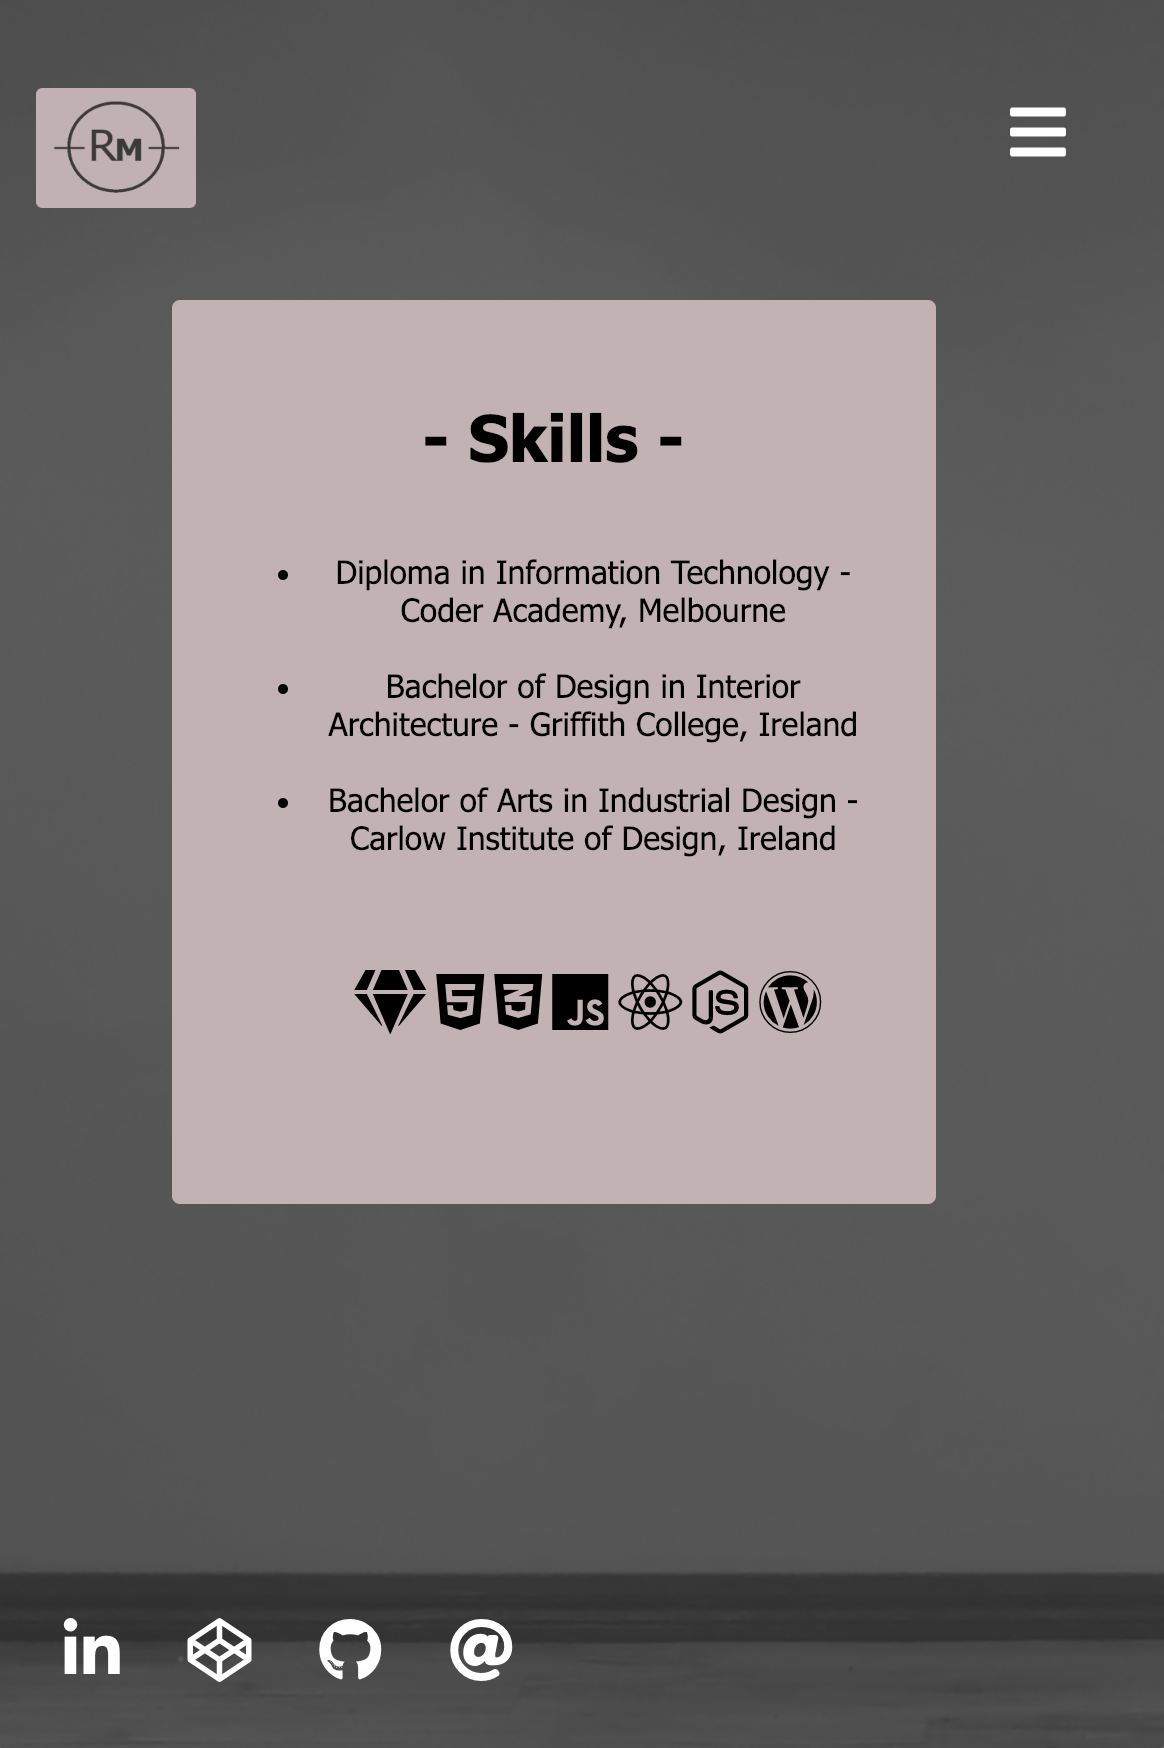 RM
- Skills -
• Diploma in Information Technology -
Coder Academy, Melbourne
• Bachelor of Design in Interior
Architecture - Griffith College, Ireland
• Bachelor of Arts in Industrial Design -
Carlow Institute of Design, Ireland
5 3 JS JS W
in @